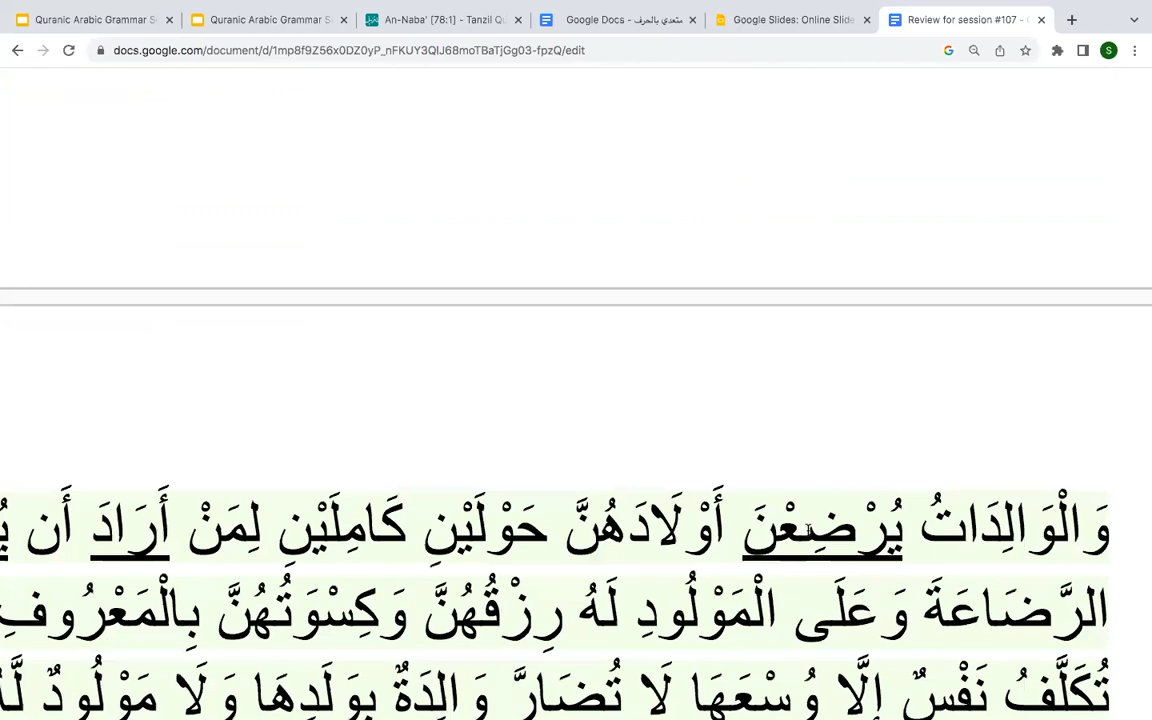 Quranic Arabic Grammar S
Quranic Arabic Grammar S
An-Naba' [78:1] - Tanzil Qu
Google Docs - متعدي بالحرف
Google Slides: Online Slide
Review for session #107 - 
docs.google.com/document/d/1mp8f9Z56x0DZ0yP_nFKUY3QIJ68moTBaTjGg03-fpzQ/edit
S
وَالْوَالِدَاتُ يُرْضِعْنَ أَوْلَادَهُنَّ حَوْلَيْنِ كَامِلَيْنِ لِمَنْ أَرَادَ أَن
الرَّضَاعَةَ وَعَلَى الْمَوْلُودِ لَهُ رِزْقُهُنَّ وَكِسْوَتُهُنَّ بِالْمَعْرُوفِ
تُكَلَّفُ نَفْسٌ إِلَّا وُسْعَهَا لَا تُضَارَّ وَالِدَةٌ بِوَلَدِهَا وَلَا مَوْلُودٌ لَّهُ